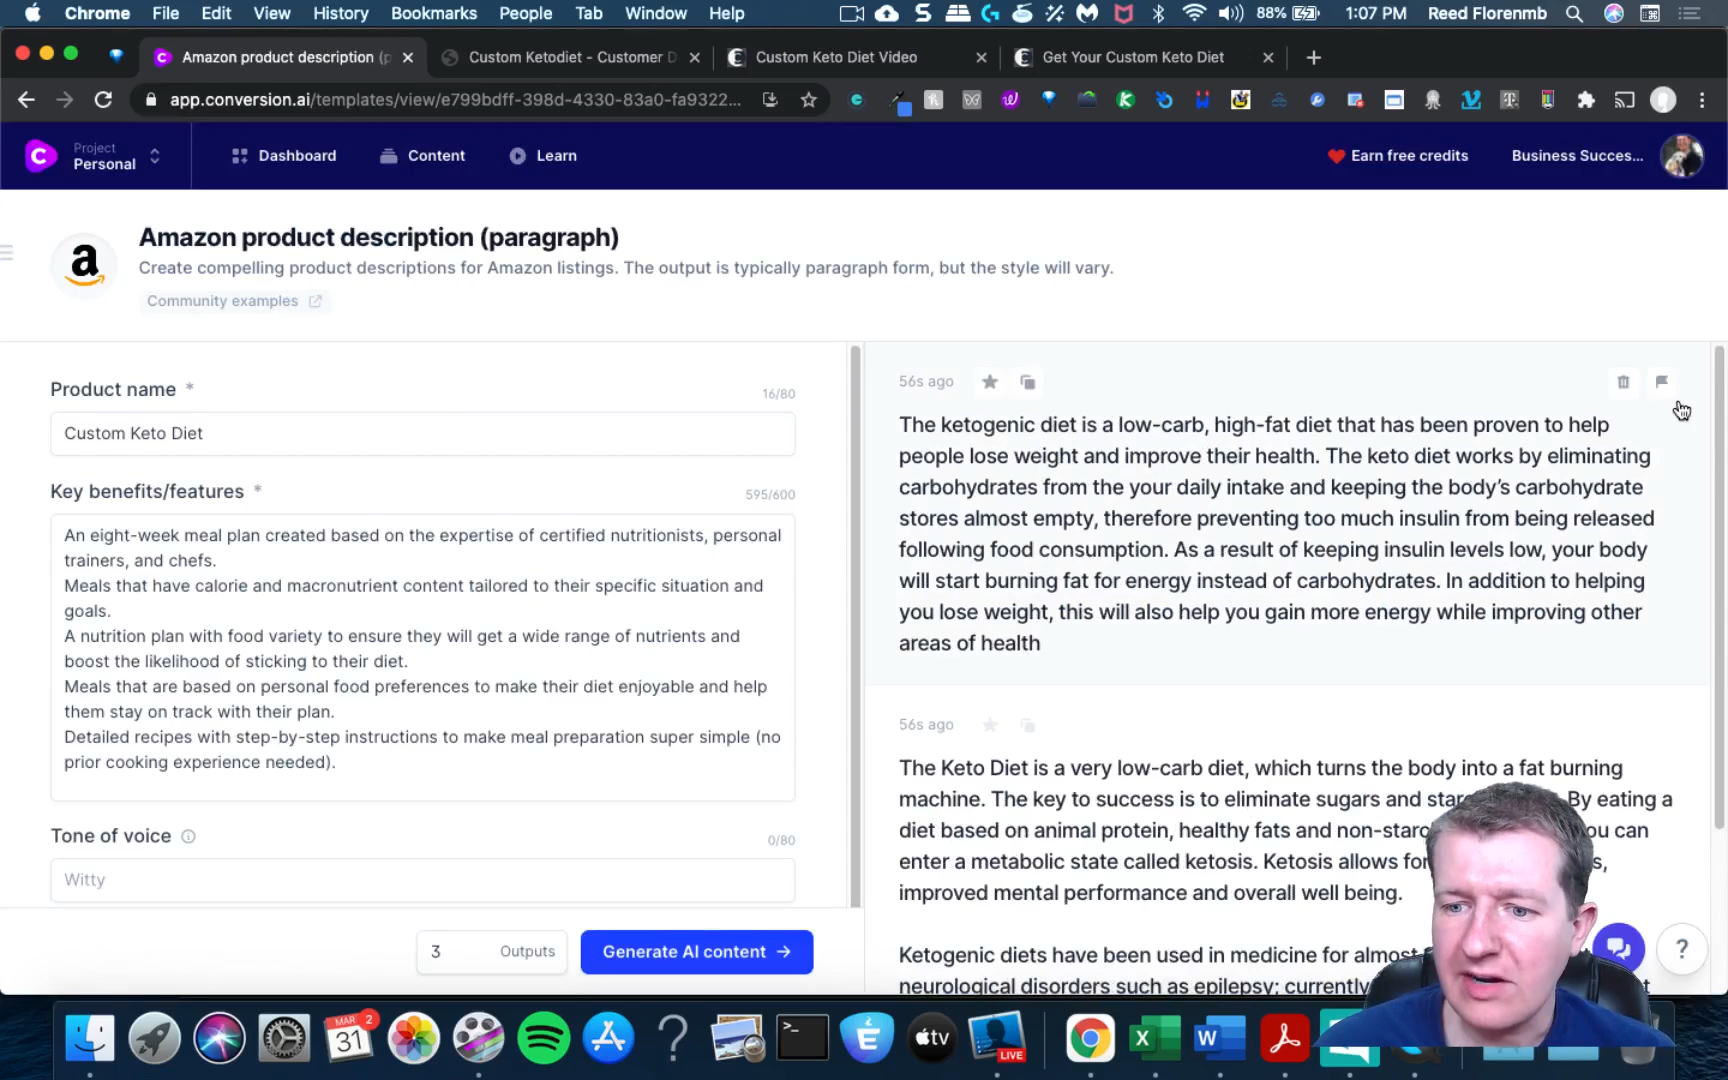 Chrome File Edit View History Bookmarks People Tab Window Help 88% 1:07 PM Reed Florenmb
Amazon product description (p
Custom Ketodiet - Customer D
Custom Keto Diet Video
Get Your Custom Keto Diet
app.conversion.ai/templates/view/e799bdff-398d-4330-83a0-fa9322...
Project
Personal
Dashboard
Content
Learn
Earn free credits
Business Succes...
Amazon product description (paragraph)
Create compelling product descriptions for Amazon listings. The output is typically paragraph form, but the style will vary.
Community examples
Product name *
16/80
Custom Keto Diet
Key benefits/features *
595/600
An eight-week meal plan created based on the expertise of certified nutritionists, personal
trainers, and chefs.
Meals that have calorie and macronutrient content tailored to their specific situation and
goals.
A nutrition plan with food variety to ensure they will get a wide range of nutrients and
boost the likelihood of sticking to their diet.
Meals that are based on personal food preferences to make their diet enjoyable and help
them stay on track with their plan.
Detailed recipes with step-by-step instructions to make meal preparation super simple (no
prior cooking experience needed).
Tone of voice
0/80
Witty
3 Outputs
Generate AI content
56s ago
The ketogenic diet is a low-carb, high-fat diet that has been proven to help
people lose weight and improve their health. The keto diet works by eliminating
carbohydrates from the your daily intake and keeping the body's carbohydrate
stores almost empty, therefore preventing too much insulin from being released
following food consumption. As a result of keeping insulin levels low, your body
will start burning fat for energy instead of carbohydrates. In addition to helping
you lose weight, this will also help you gain more energy while improving other
areas of health
56s ago
The Keto Diet is a very low-carb diet, which turns the body into a fat burning
machine. The key to success is to eliminate sugars and By eating a
diet based on animal protein, healthy fats and can
enter a metabolic state called ketosis. Ketosis allows
improved mental performance and overall well being.
Ketogenic diets have been used in medicine for almost
neurological disorders such as epilepsy; currently
?
MAR
31
2
tv
LIVE